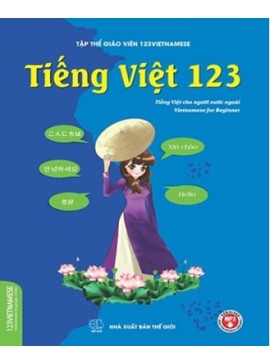 TẬP THỂ GIÁO VIÊN 123VIETNAMESE
Tiếng Việt 123
Tiếng Việt cho người nước ngoài
Vietnamese for Beginner
こんにちは
Xin chào
안녕하세요
Hello
您好
123VIETNAMESE
NHÀ XUẤT BẢN THẾ GIỚI